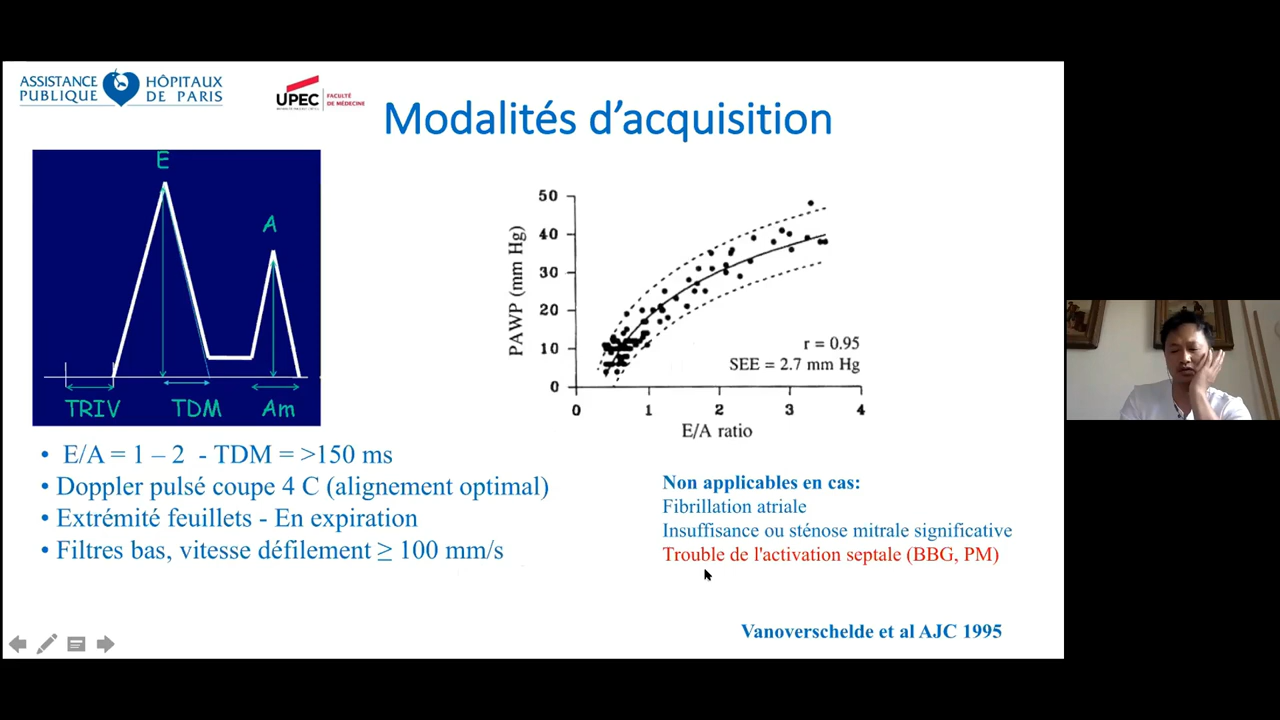 ASSISTANCE HÔPITAUX
PUBLIQUE DE PARIS
UPEC FACULTÉ
DE MÉDECINE
Modalités d’acquisition
E
A
TRIV TDM Am
PAWP (mm Hg)
50
40
30
20
10
0
r = 0.95
SEE = 2.7 mm Hg
0 1 2 3 4
E/A ratio
• E/A = 1 – 2 - TDM = >150 ms
• Doppler pulsé coupe 4 C (alignement optimal)
• Extrémité feuillets - En expiration
• Filtres bas, vitesse défilement ≥ 100 mm/s
Non applicables en cas:
Fibrillation atriale
Insuffisance ou sténose mitrale significative
Trouble de l'activation septale (BBG, PM)
Vanoverschelde et al AJC 1995